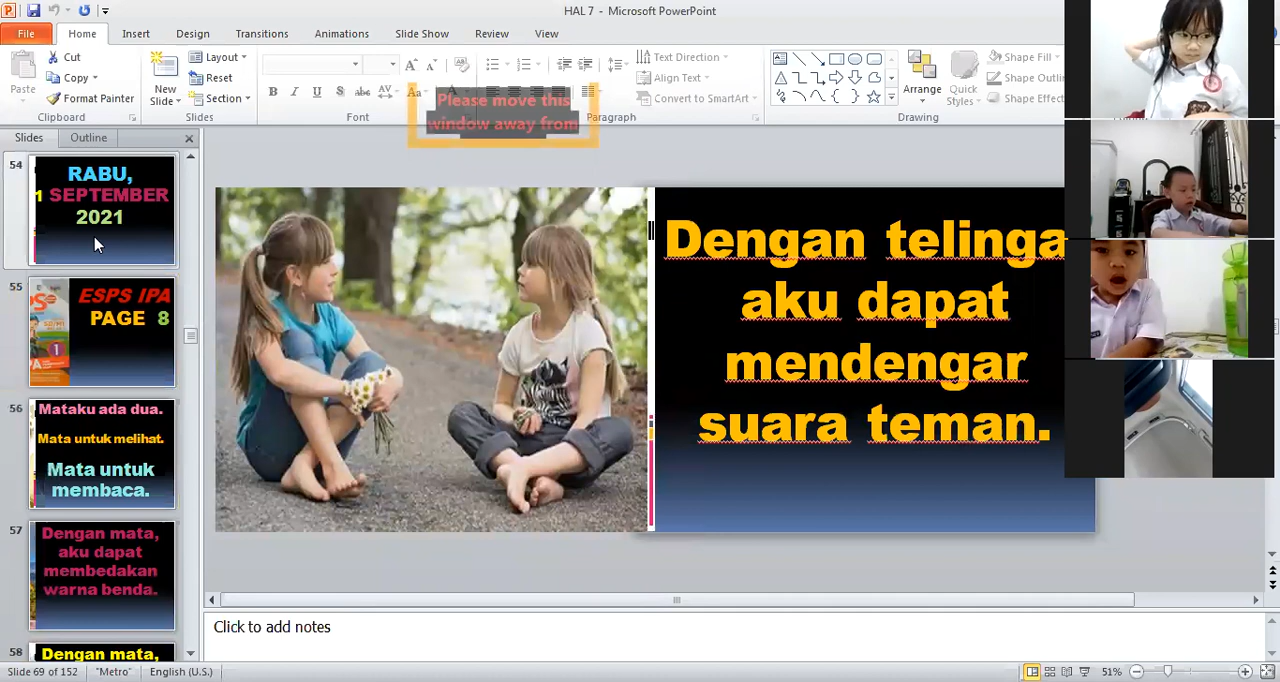 HAL 7 - Microsoft PowerPoint
File Home Insert Design Transitions Animations Slide Show Review View
Paste
Cut
Copy
Format Painter
Clipboard
New
Slide
Layout
Reset
Section
Slides
B I U S abc AV Aa
Font
Please move this
window away from
Text Direction
Align Text
Convert to SmartArt
Paragraph
Arrange
Quick
Styles
Shape Fill
Shape Outli
Shape Effec
Drawing
Slides Outline
54
RABU,
1 SEPTEMBER
2021
55
ESPS IPA
PAGE 8
56
Mataku ada dua.
Mata untuk melihat.
Mata untuk
membaca.
57
Dengan mata,
aku dapat
membedakan
warna benda.
58
Dengan mata,
Dengan telinga
aku dapat
mendengar
suara teman.
Click to add notes
Slide 69 of 152 "Metro" English (U.S.) 51%